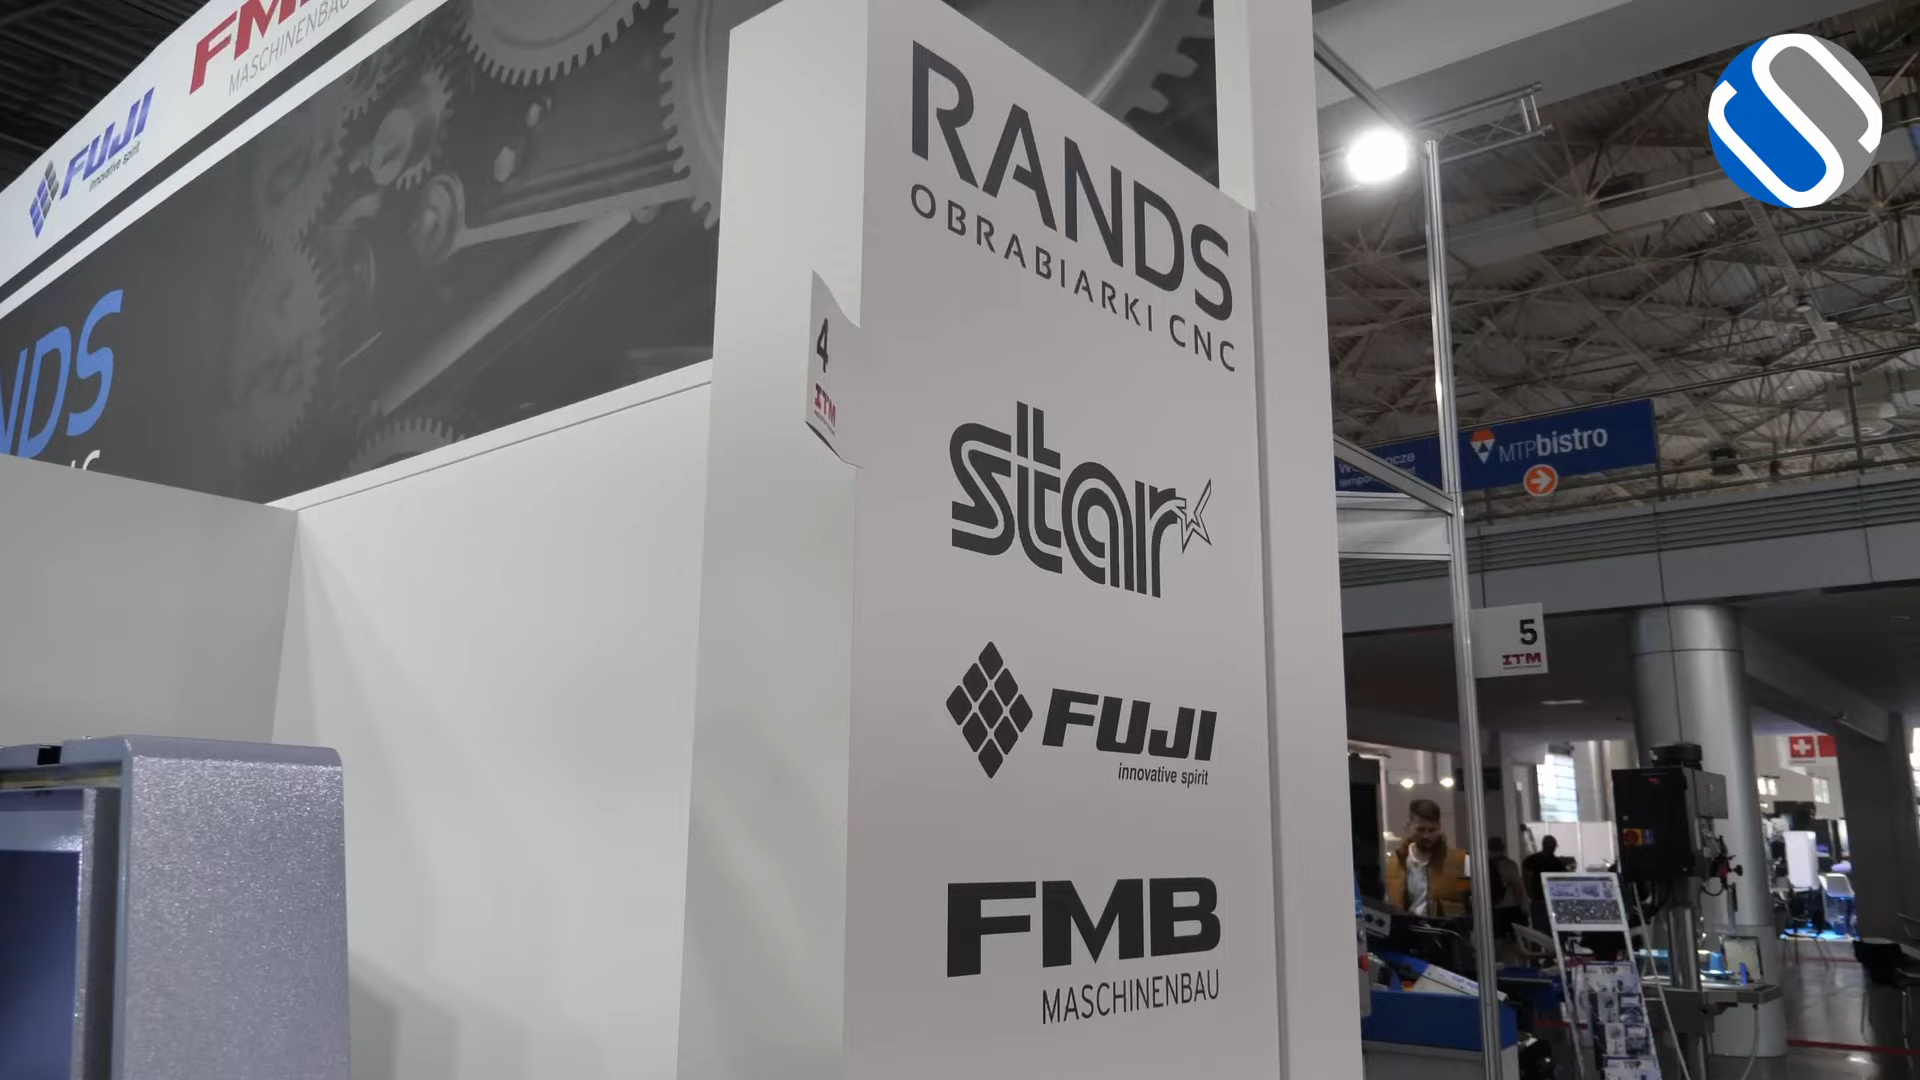 FMB
MASCHINENBAU
FUJI
innovative spirit
NDS
RANDS
OBRABIARKI CNC
4
ITM
star
FUJI
innovative spirit
FMB
MASCHINENBAU
MTPbistro
5
ITM
TOP